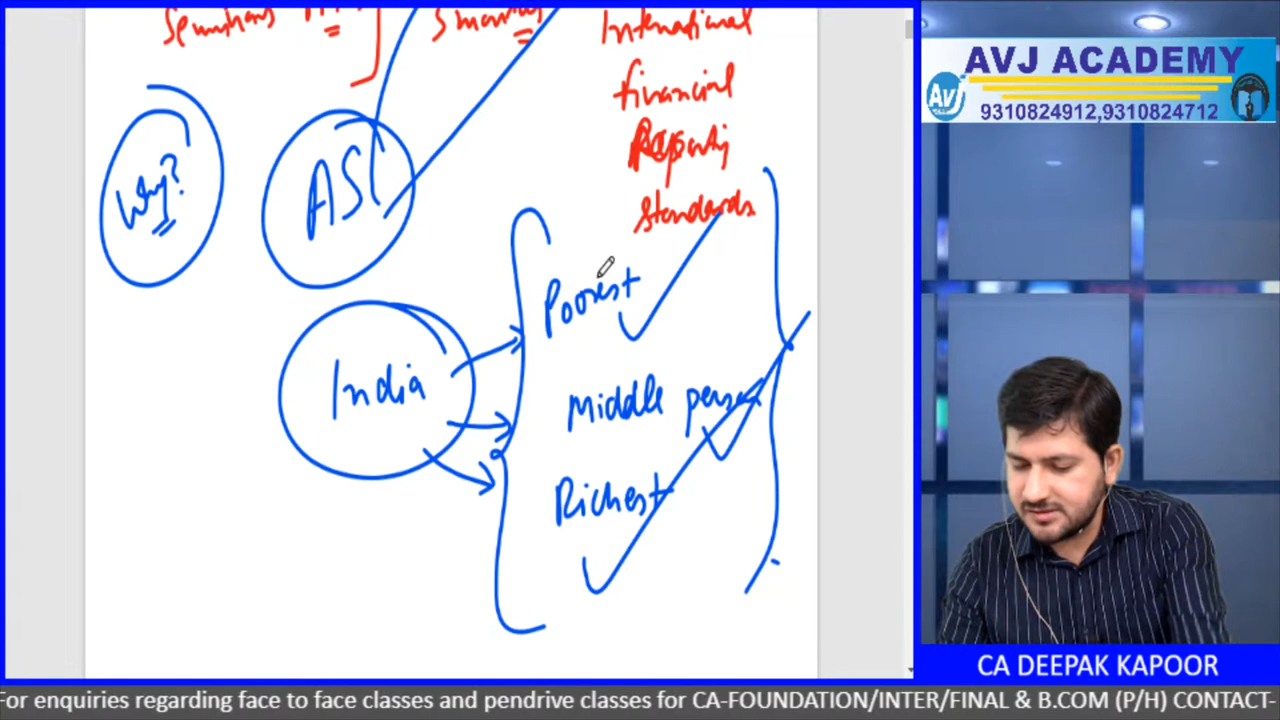 International
financial
Reporting
standards
Why?
AS
Poorest
India
Middle person
Richest
AVJ ACADEMY
AVJ
9310824912,9310824712
CA DEEPAK KAPOOR
For enquiries regarding face to face classes and pendrive classes for CA-FOUNDATION/INTER/FINAL & B.COM (P/H) CONTACT-